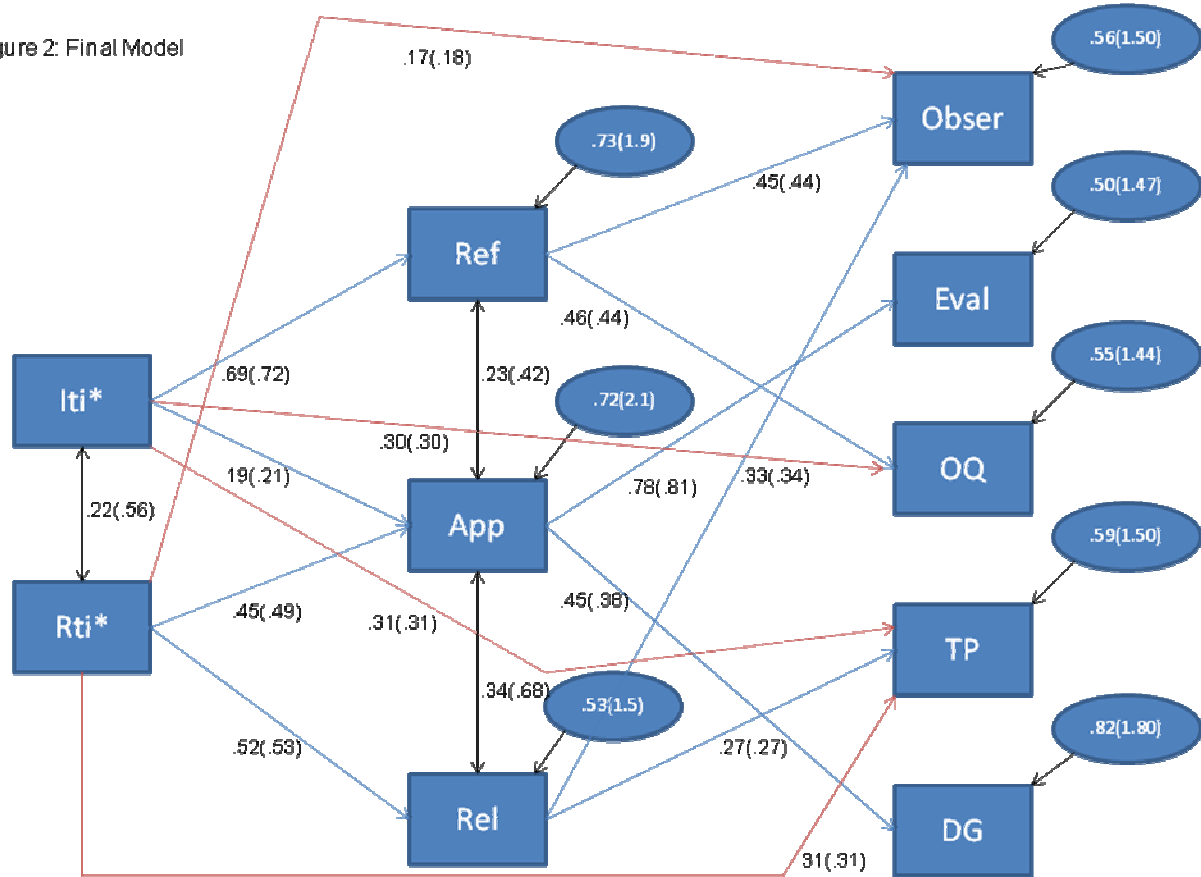 gure 2: Final Model
.17(.18)
.56(1.50)
Obser
.73(1.9)
.45(.44)
.50(1.47)
Ref
Eval
.46(.44)
.55(1.44)
.69(.72)
.23(.42)
.72(2.1)
Iti*
.30(.30)
19(.21)
.78(.81)
.33(.34)
OQ
.22(.56)
App
.59(1.50)
.45(.49)
.31(.31)
.45(.38)
Rti*
TP
.34(.68)
.53(1.5)
.52(.53)
.27(.27)
.82(1.80)
Rel
DG
31(.31)